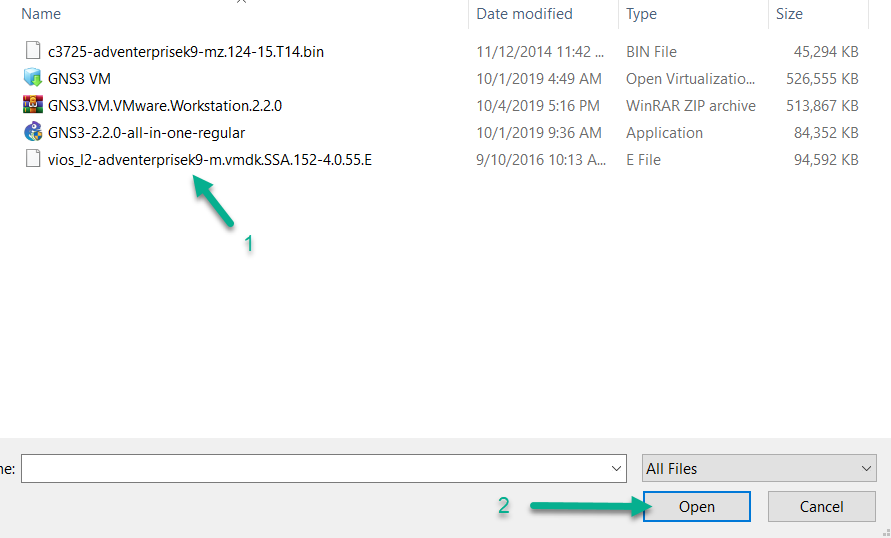 Name Date modified Type Size
c3725-adventerprisek9-mz.124-15.T14.bin 11/12/2014 11:42 ... BIN File 45,294 KB
GNS3 VM 10/1/2019 4:49 AM Open Virtualizatio... 526,555 KB
GNS3.VM.VMware.Workstation.2.2.0 10/4/2019 5:16 PM WinRAR ZIP archive 513,867 KB
GNS3-2.2.0-all-in-one-regular 10/1/2019 9:36 AM Application 84,352 KB
vios_l2-adventerprisek9-m.vmdk.SSA.152-4.0.55.E 9/10/2016 10:13 A... E File 94,592 KB
1
ne: All Files
2 Open Cancel